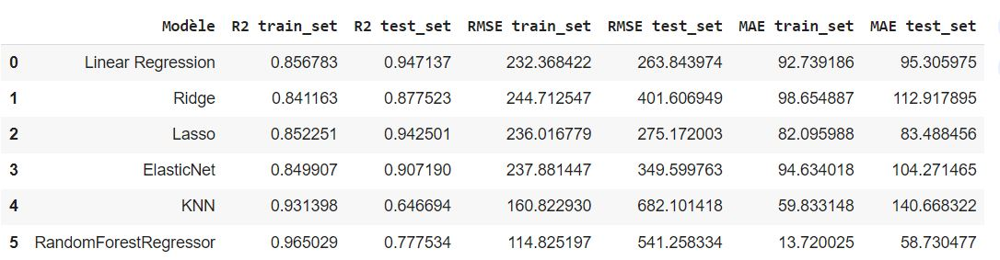 Modèle R2 train_set R2 test_set RMSE train_set RMSE test_set MAE train_set MAE test_set
0 Linear Regression 0.856783 0.947137 232.368422 263.843974 92.739186 95.305975
1 Ridge 0.841163 0.877523 244.712547 401.606949 98.654887 112.917895
2 Lasso 0.852251 0.942501 236.016779 275.172003 82.095988 83.488456
3 ElasticNet 0.849907 0.907190 237.881447 349.599763 94.634018 104.271465
4 KNN 0.931398 0.646694 160.822930 682.101418 59.833148 140.668322
5 RandomForestRegressor 0.965029 0.777534 114.825197 541.258334 13.720025 58.730477